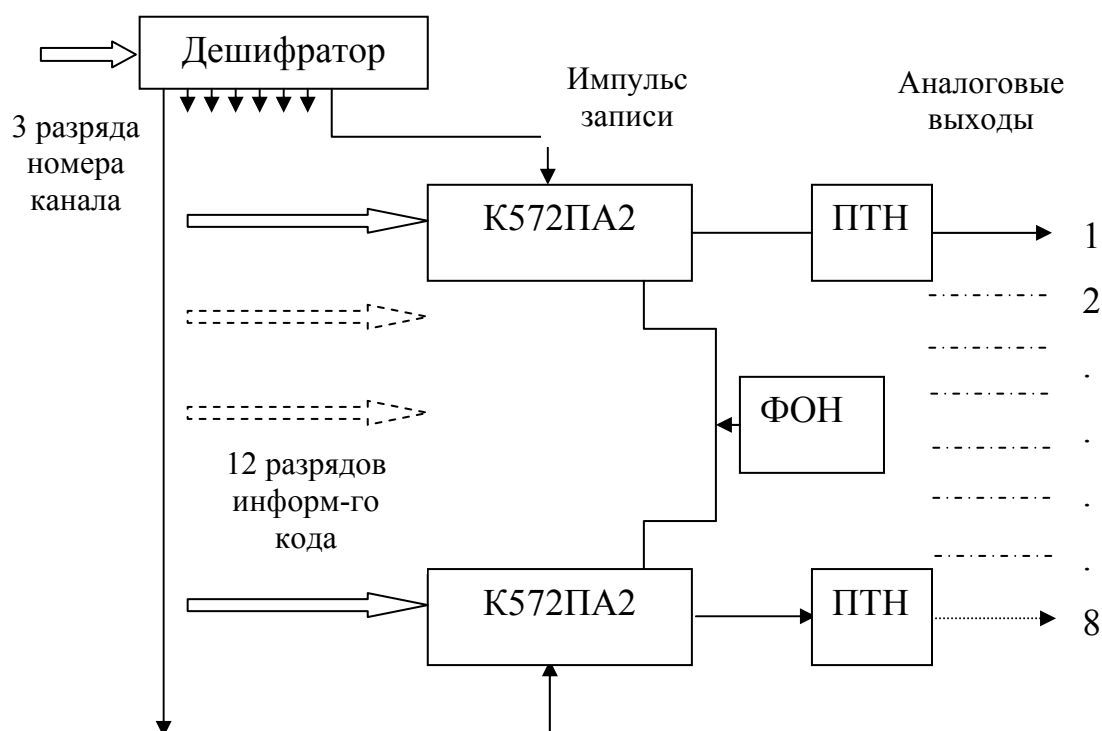 Дешифратор
Импульс
записи
Аналоговые
выходы
3 разряда
номера
канала
К572ПА2
ПТН
1
2
.
ФОН
.
12 разрядов
информ-го
кода
.
.
К572ПА2
ПТН
8